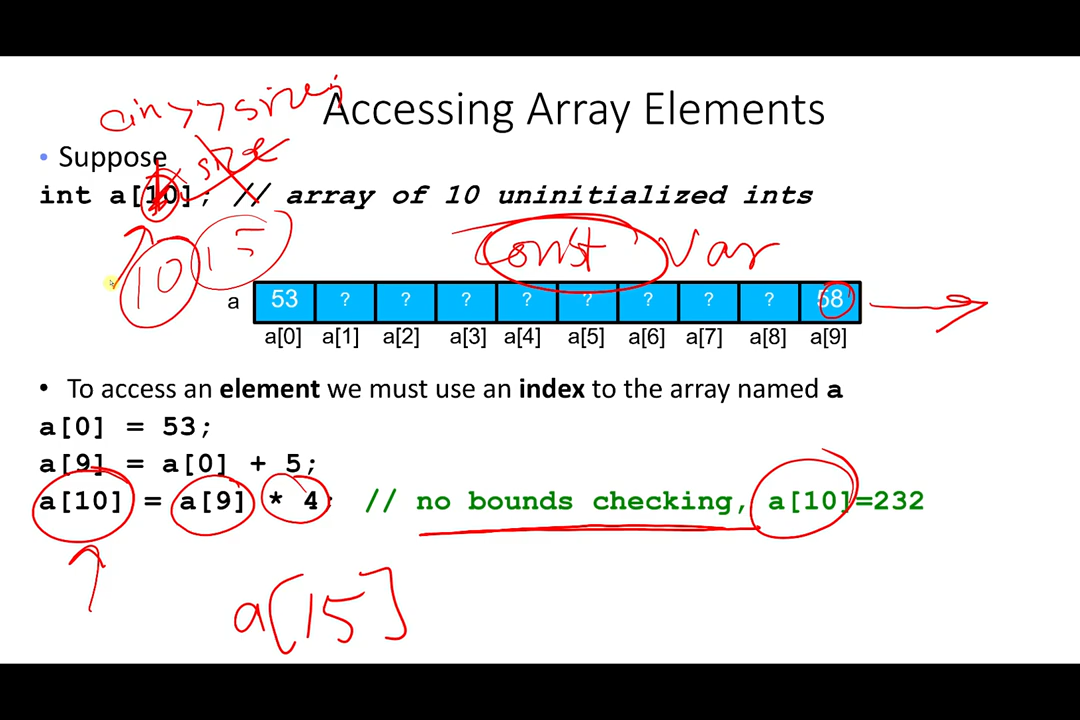 cin >> size;
Accessing Array Elements
• Suppose
size
int a[10]; // array of 10 uninitialized ints
10 15
const var
a 53 ? ? ? ? ? ? ? ? 58
a[0] a[1] a[2] a[3] a[4] a[5] a[6] a[7] a[8] a[9]
• To access an element we must use an index to the array named a
a[0] = 53;
a[9] = a[0] + 5;
a[10] = a[9] * 4; // no bounds checking, a[10]=232
a[15]